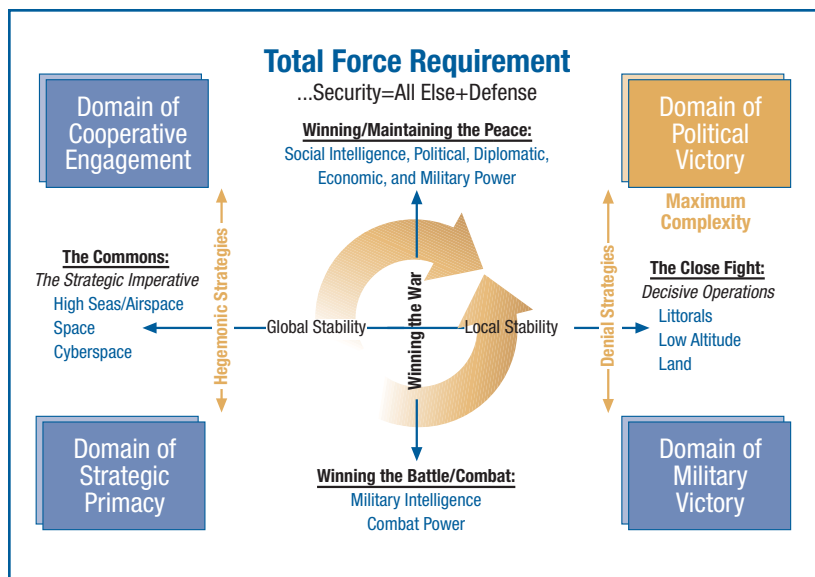 Total Force Requirement
...Security=All Else+Defense
Domain of
Cooperative
Engagement
Winning/Maintaining the Peace:
Social Intelligence, Political, Diplomatic,
Economic, and Military Power
Domain of
Political
Victory
Maximum
Complexity
The Commons:
The Strategic Imperative
High Seas/Airspace
Space
Cyberspace
Hegemonic Strategies
Global Stability
Winning the War
Local Stability
Denial Strategies
The Close Fight:
Decisive Operations
Littorals
Low Altitude
Land
Domain of
Strategic
Primacy
Winning the Battle/Combat:
Military Intelligence
Combat Power
Domain of
Military
Victory